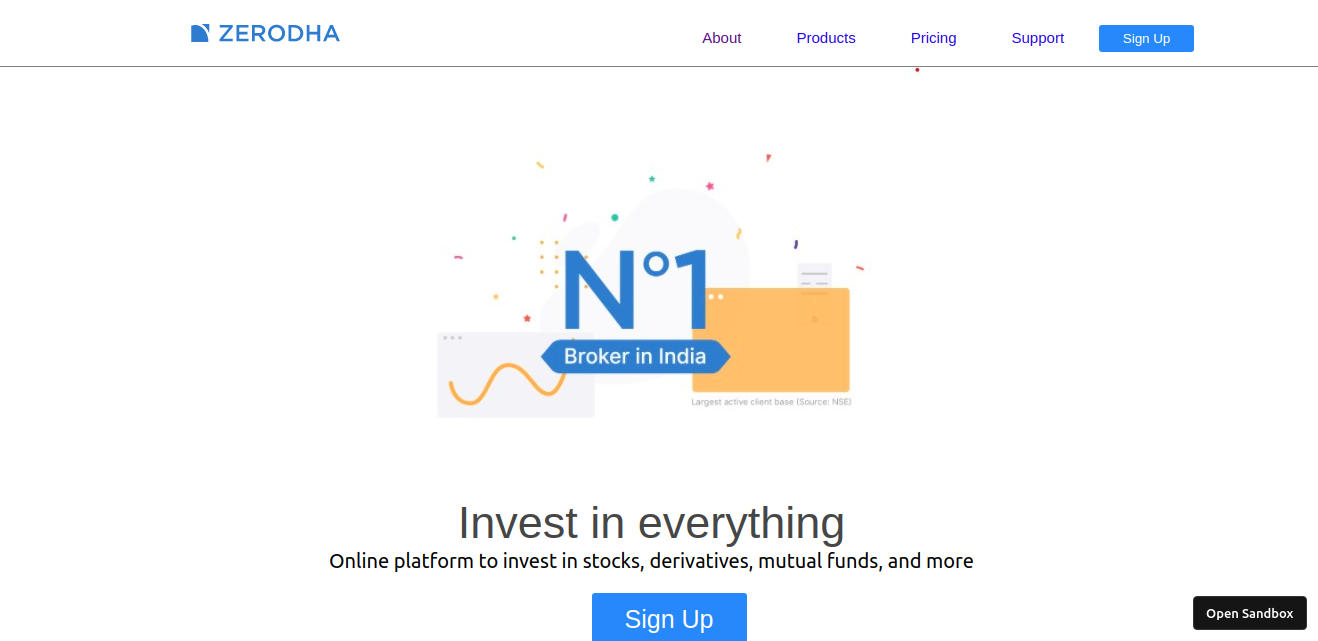 ZERODHA
About Products Pricing Support Sign Up
N°1
Broker in India
Largest active client base (Source: NSE)
Invest in everything
Online platform to invest in stocks, derivatives, mutual funds, and more
Sign Up
Open Sandbox